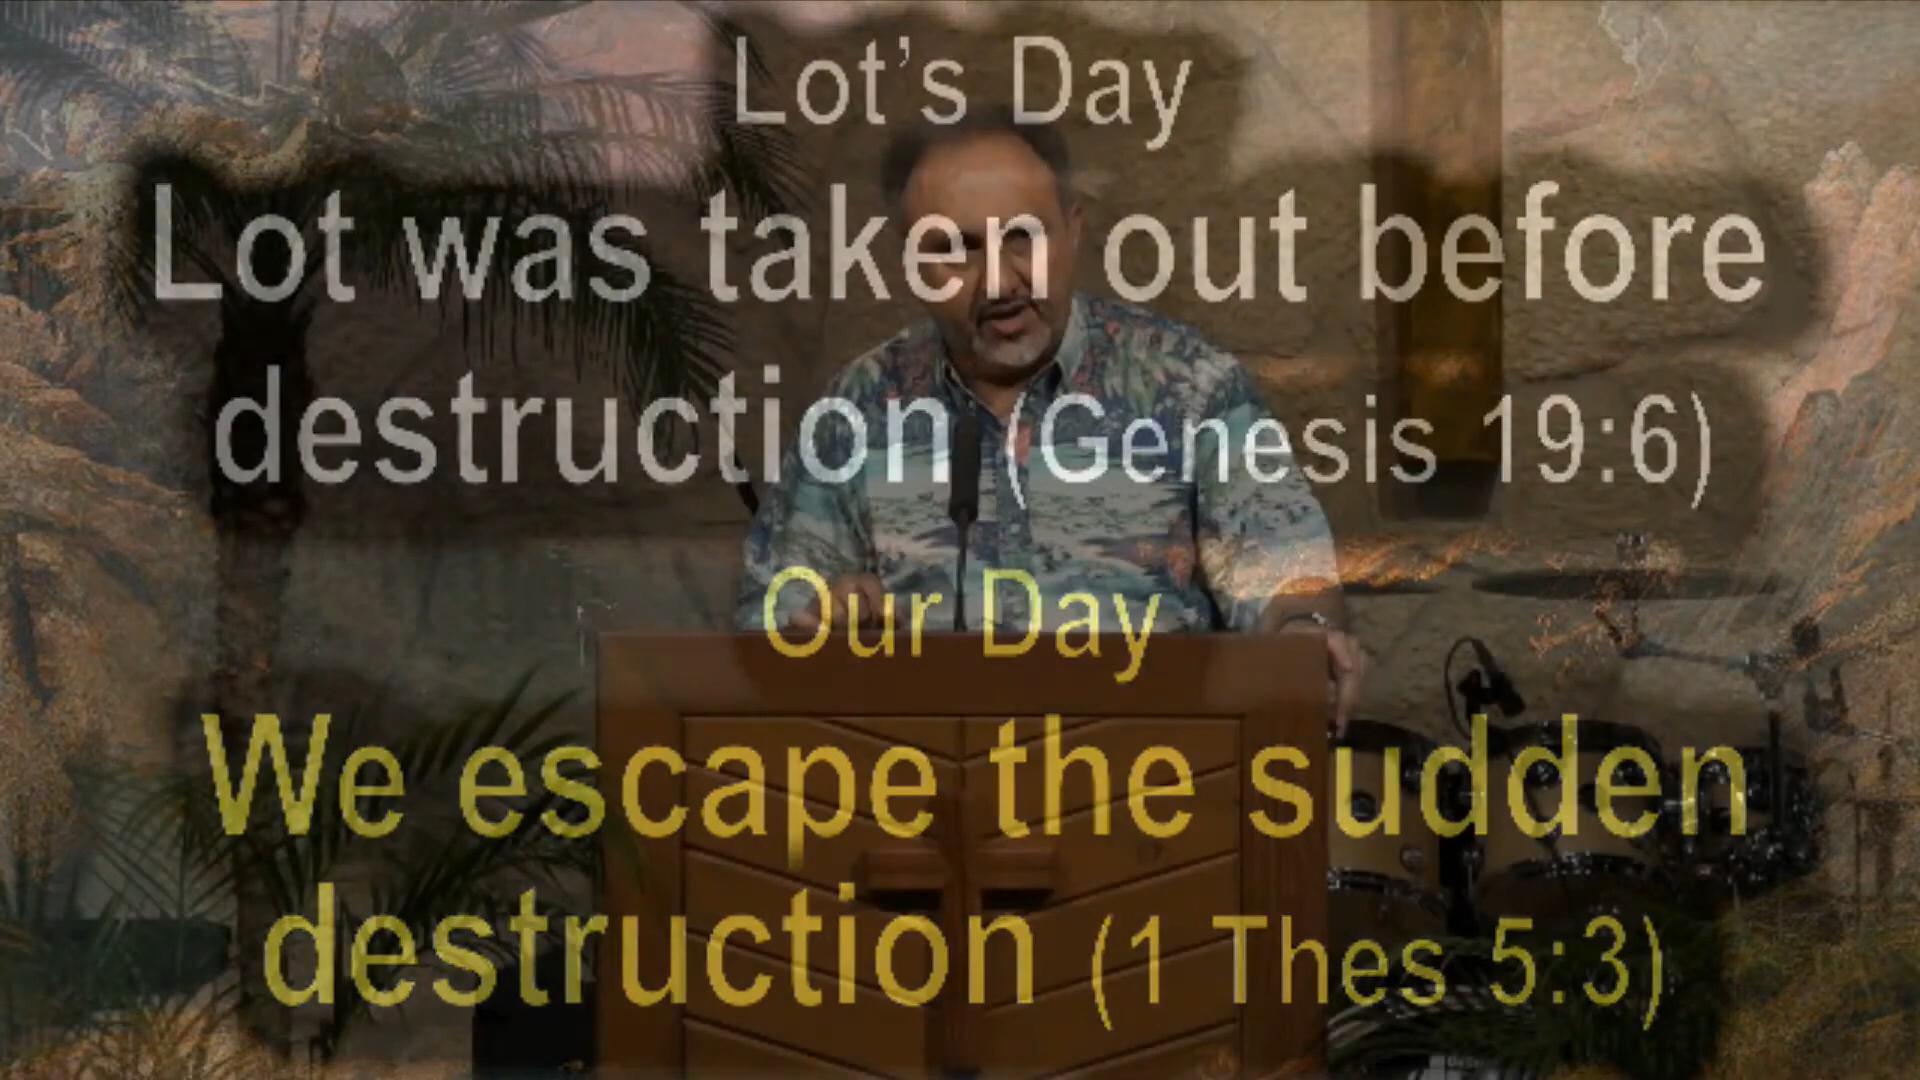 Lot’s Day
Lot was taken out before
destruction (Genesis 19:6)
Our Day
We escape the sudden
destruction (1 Thes 5:3)